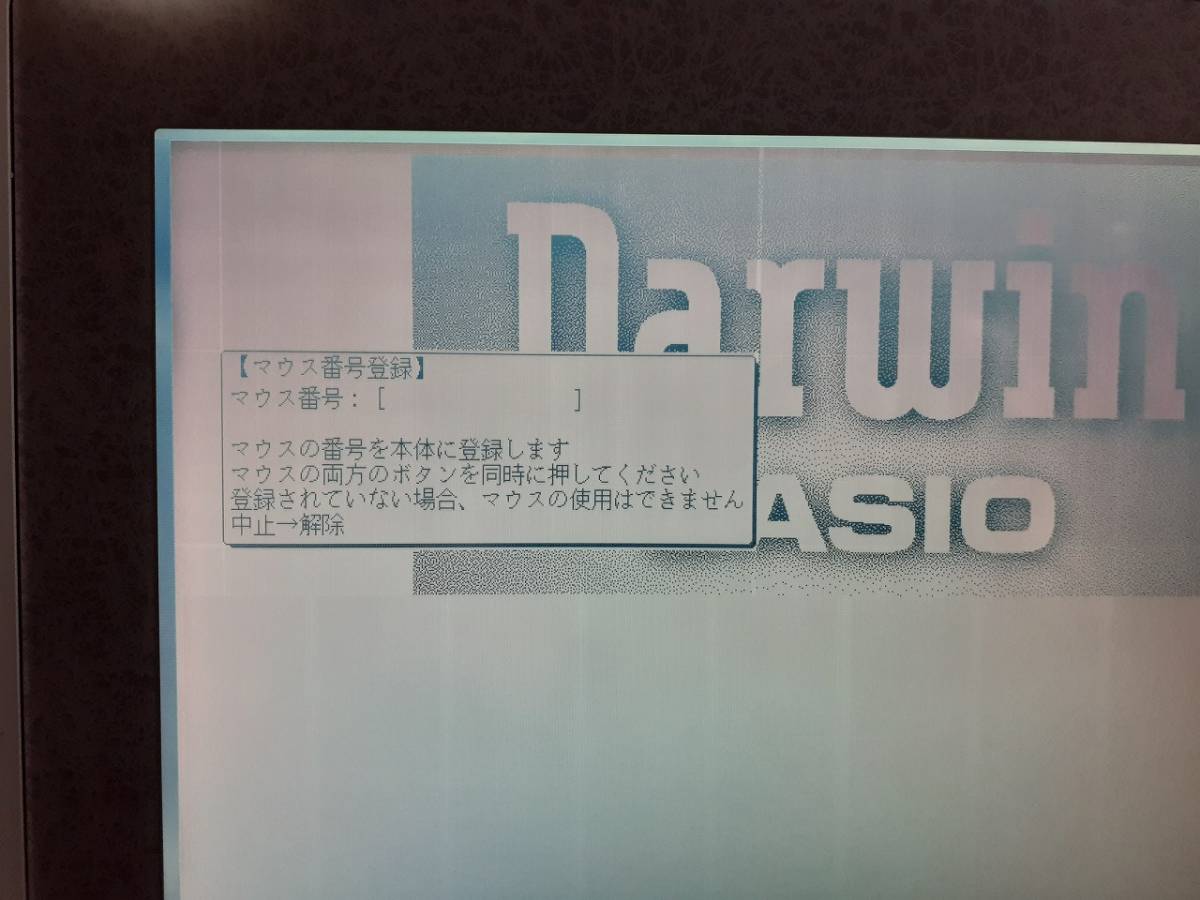 Darwin
【マウス番号登録】
マウス番号：[ ]
マウスの番号を本体に登録します
マウスの両方のボタンを同時に押してください
登録されていない場合、マウスの使用はできません
中止→解除
ASIO